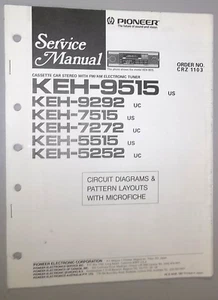 PIONEER
Service
Manual
ORDER NO.
CRZ 1103
CASSETTE CAR STEREO WITH FM/AM ELECTRONIC TUNER
KEH-9515 US
KEH-9292 UC
KEH-7515 US
KEH-7272 UC
KEH-5515 US
KEH-5252 UC
CIRCUIT DIAGRAMS &
PATTERN LAYOUTS
WITH MICROFICHE
PIONEER ELECTRONIC CORPORATION